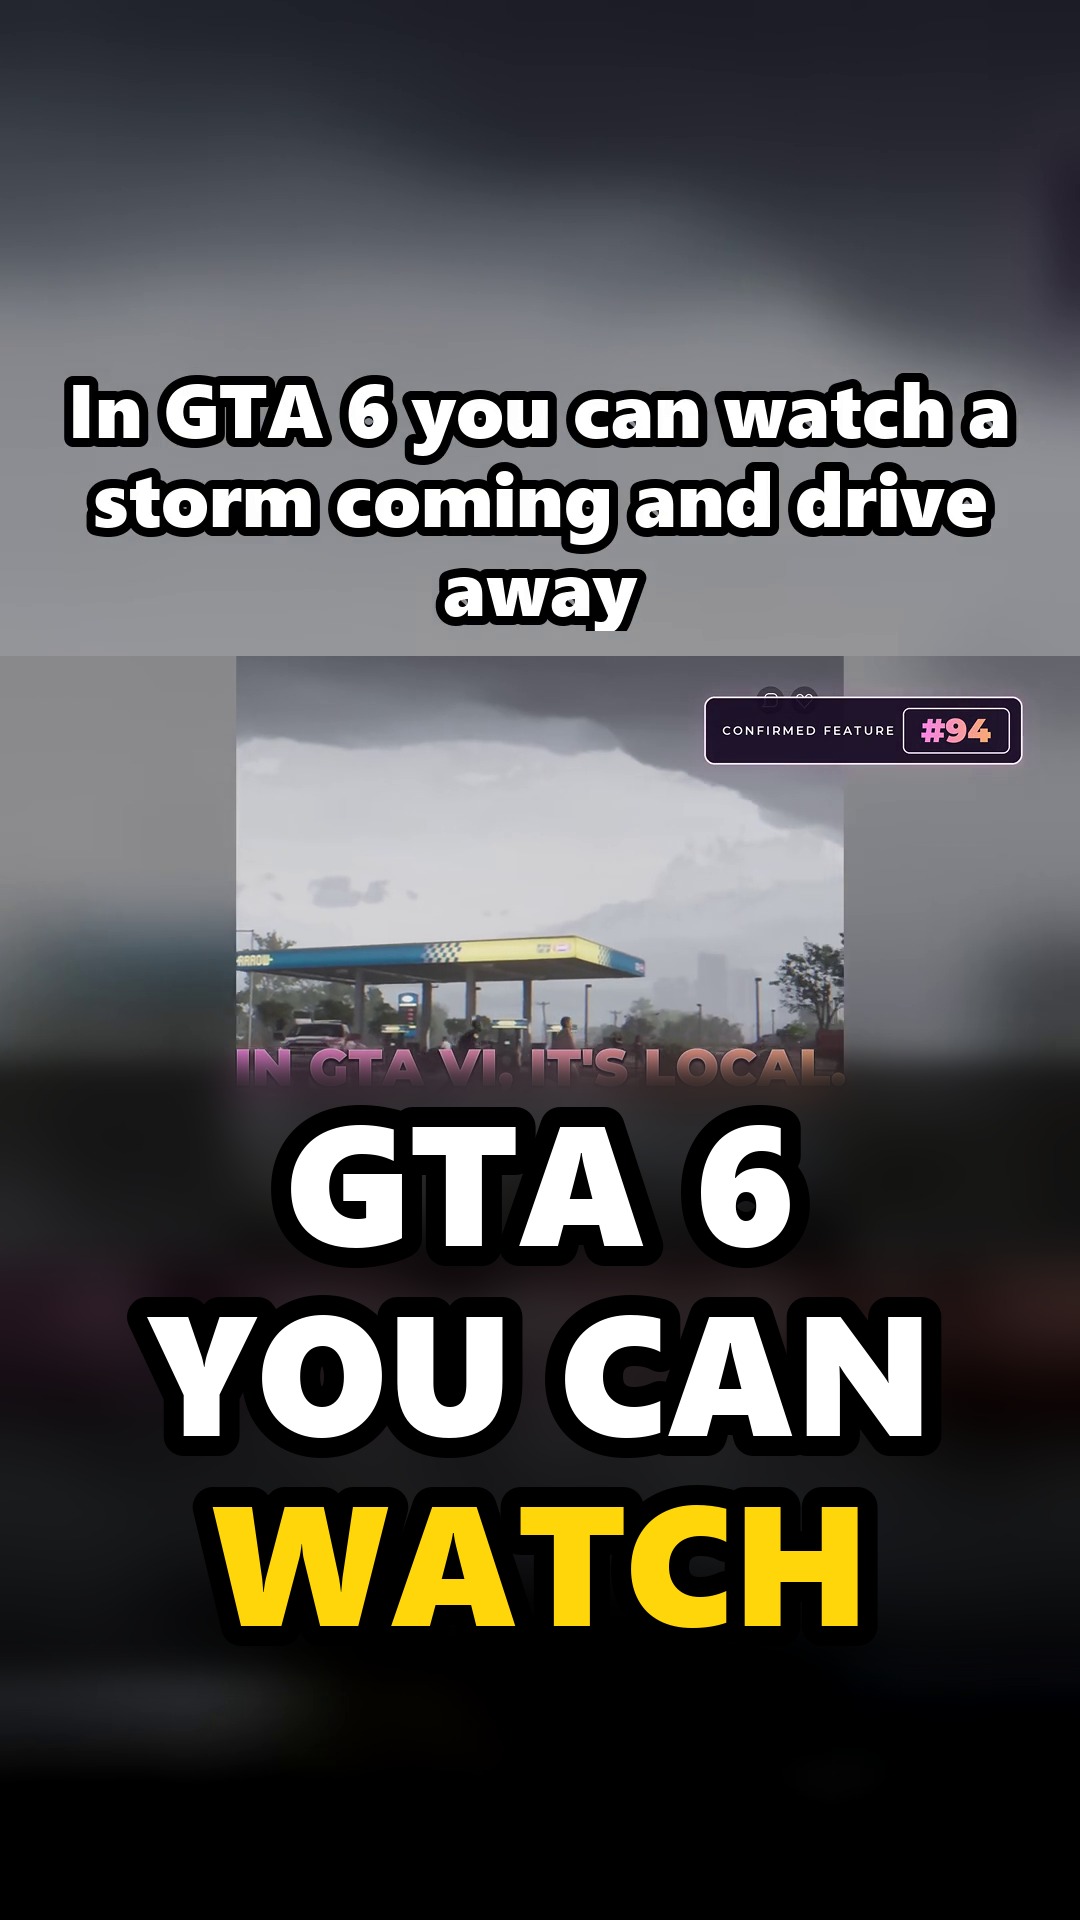 In GTA 6 you can watch a
storm coming and drive
away
CONFIRMED FEATURE #94
ARROW
IN GTA VI, IT'S LOCAL.
GTA 6
YOU CAN
WATCH